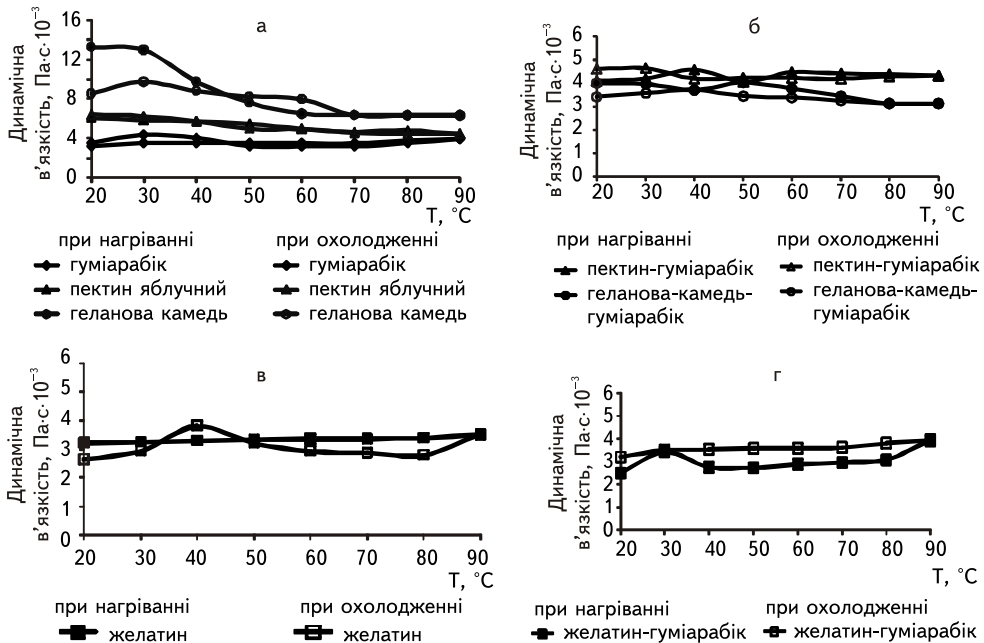 а
Динамічна
в'язкість, Па·с·10⁻³
16
12
8
4
0
20 30 40 50 60 70 80 90
Т, °С
при нагріванні
гуміарабік
пектин яблучний
геланова камедь
при охолодженні
гуміарабік
пектин яблучний
геланова камедь
б
Динамічна
в'язкість, Па·с·10⁻³
6
5
4
3
2
1
0
20 30 40 50 60 70 80 90
Т, °С
при нагріванні
пектин-гуміарабік
геланова-камедь-
гуміарабік
при охолодженні
пектин-гуміарабік
геланова-камедь-
гуміарабік
в
Динамічна
в'язкість, Па·с·10⁻³
6
5
4
3
2
1
0
20 30 40 50 60 70 80 90
Т, °С
при нагріванні
желатин
при охолодженні
желатин
г
Динамічна
в'язкість, Па·с·10⁻³
6
5
4
3
2
1
0
20 30 40 50 60 70 80 90
Т, °С
при нагріванні
желатин-гуміарабік
при охолодженні
желатин-гуміарабік